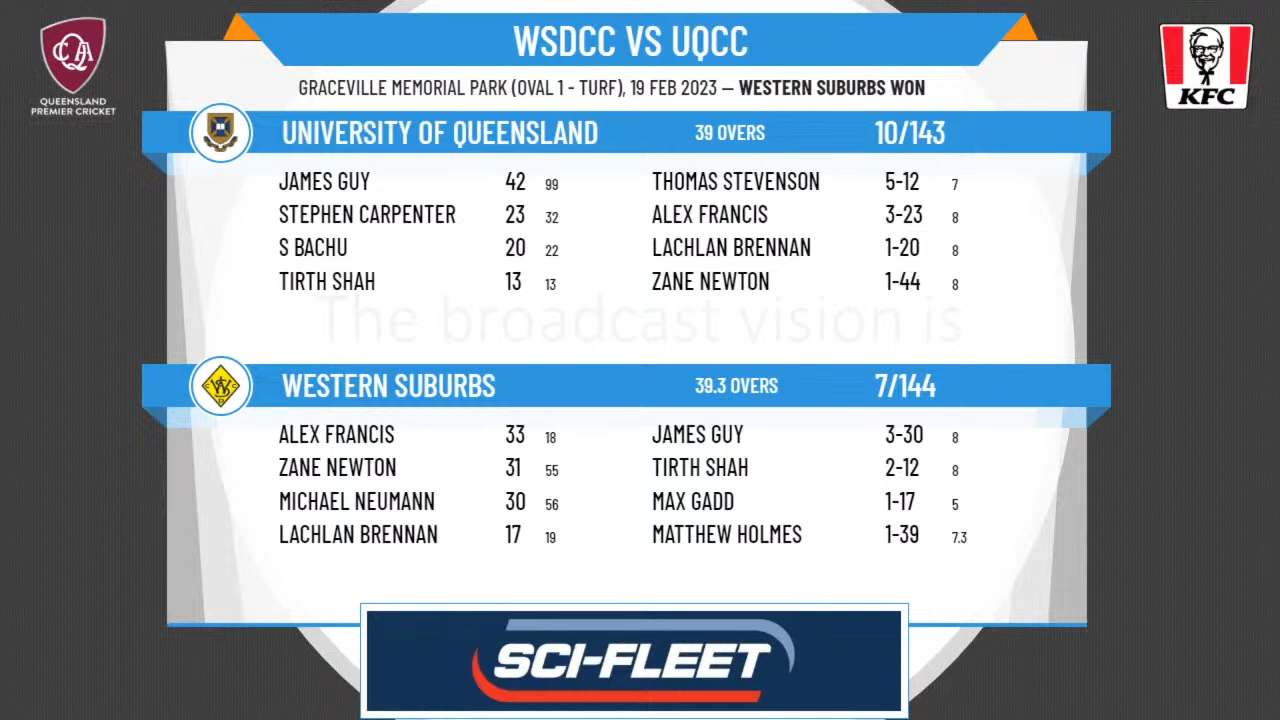 WSDCC VS UQCC
QUEENSLAND
PREMIER CRICKET
KFC
GRACEVILLE MEMORIAL PARK (OVAL 1 - TURF), 19 FEB 2023 – WESTERN SUBURBS WON
UNIVERSITY OF QUEENSLAND 39 OVERS 10/143
JAMES GUY 42 99 THOMAS STEVENSON 5-12 7
STEPHEN CARPENTER 23 32 ALEX FRANCIS 3-23 8
S BACHU 20 22 LACHLAN BRENNAN 1-20 8
TIRTH SHAH 13 13 ZANE NEWTON 1-44 8
The broadcast vision is
WESTERN SUBURBS 39.3 OVERS 7/144
ALEX FRANCIS 33 18 JAMES GUY 3-30 8
ZANE NEWTON 31 55 TIRTH SHAH 2-12 8
MICHAEL NEUMANN 30 56 MAX GADD 1-17 5
LACHLAN BRENNAN 17 19 MATTHEW HOLMES 1-39 7.3
SCI-FLEET